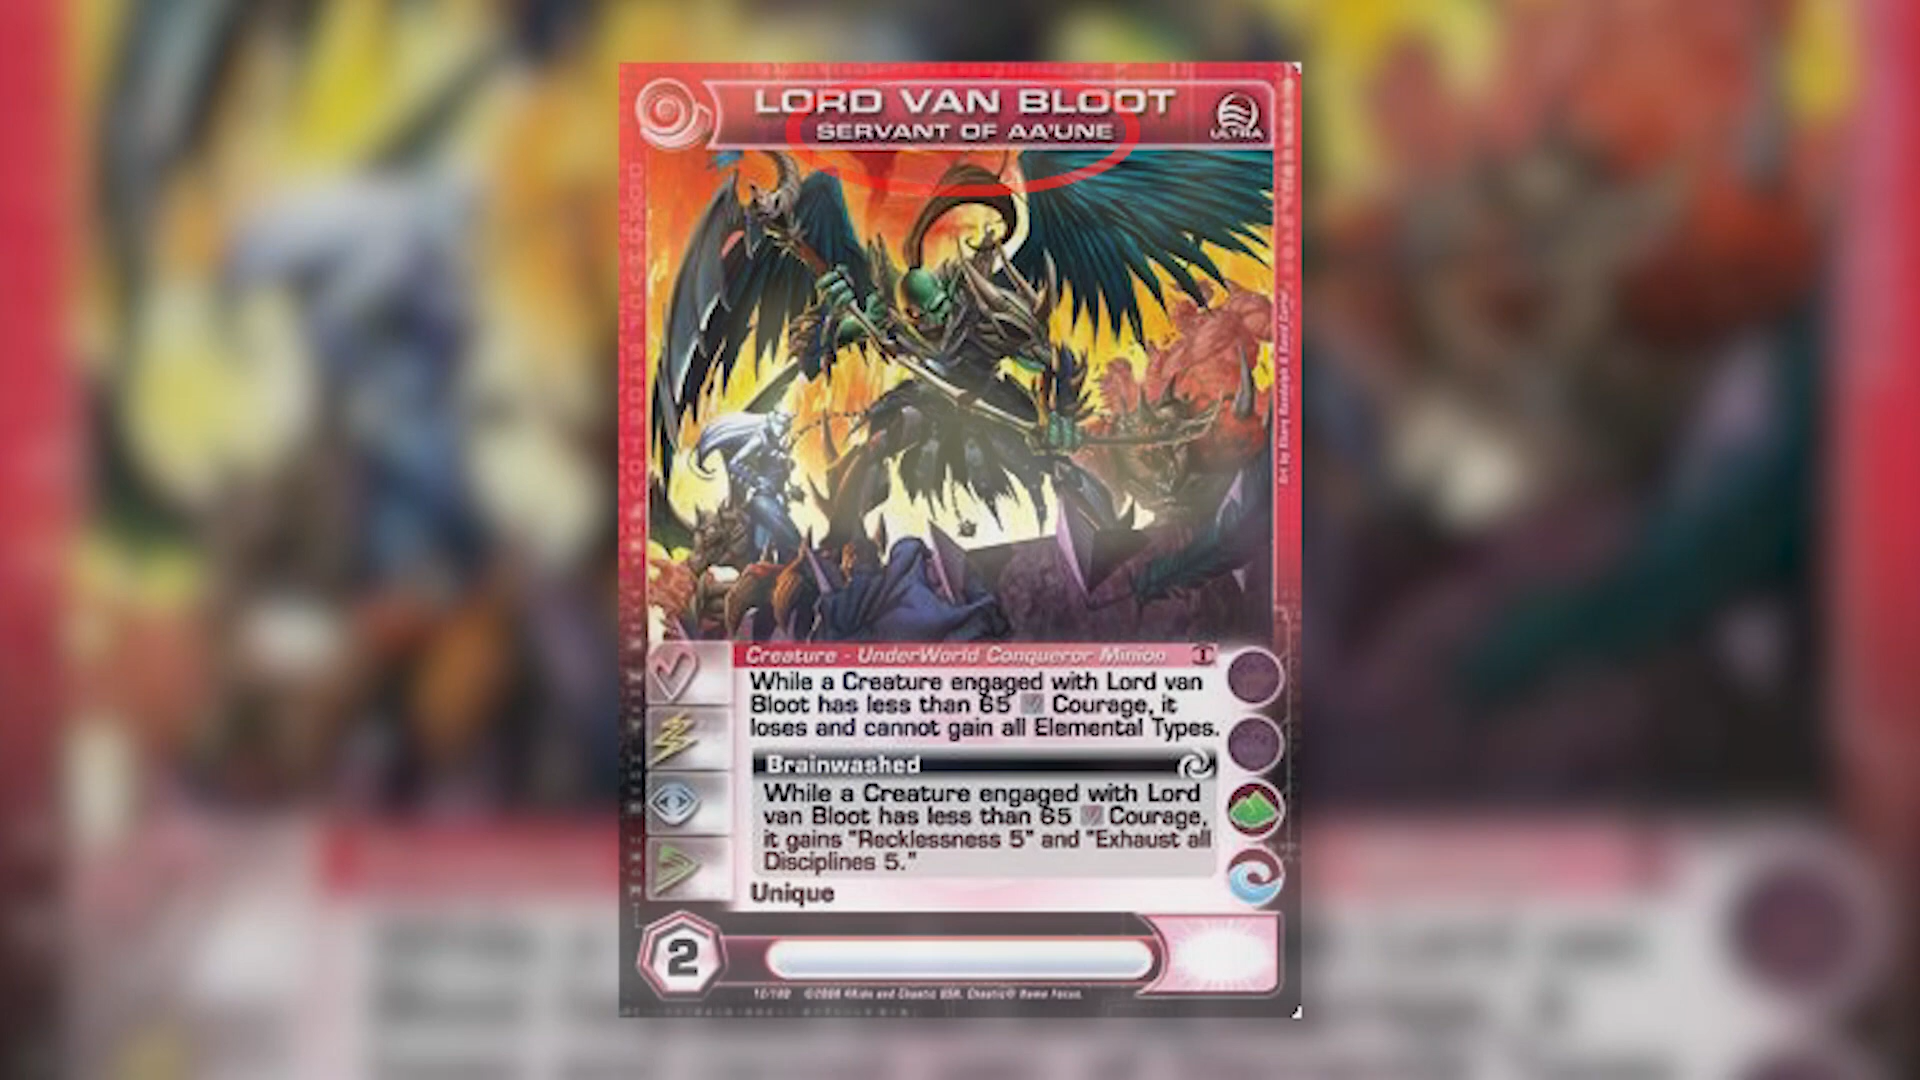 LORD VAN BLOOT
SERVANT OF AA'UNE
ULTRA
Creature - UnderWorld Conqueror Minion
While a Creature engaged with Lord van
Bloot has less than 65 Courage, it
loses and cannot gain all Elemental Types.
Brainwashed
While a Creature engaged with Lord
van Bloot has less than 65 Courage,
it gains "Recklessness 5" and "Exhaust all
Disciplines 5."
Unique
2